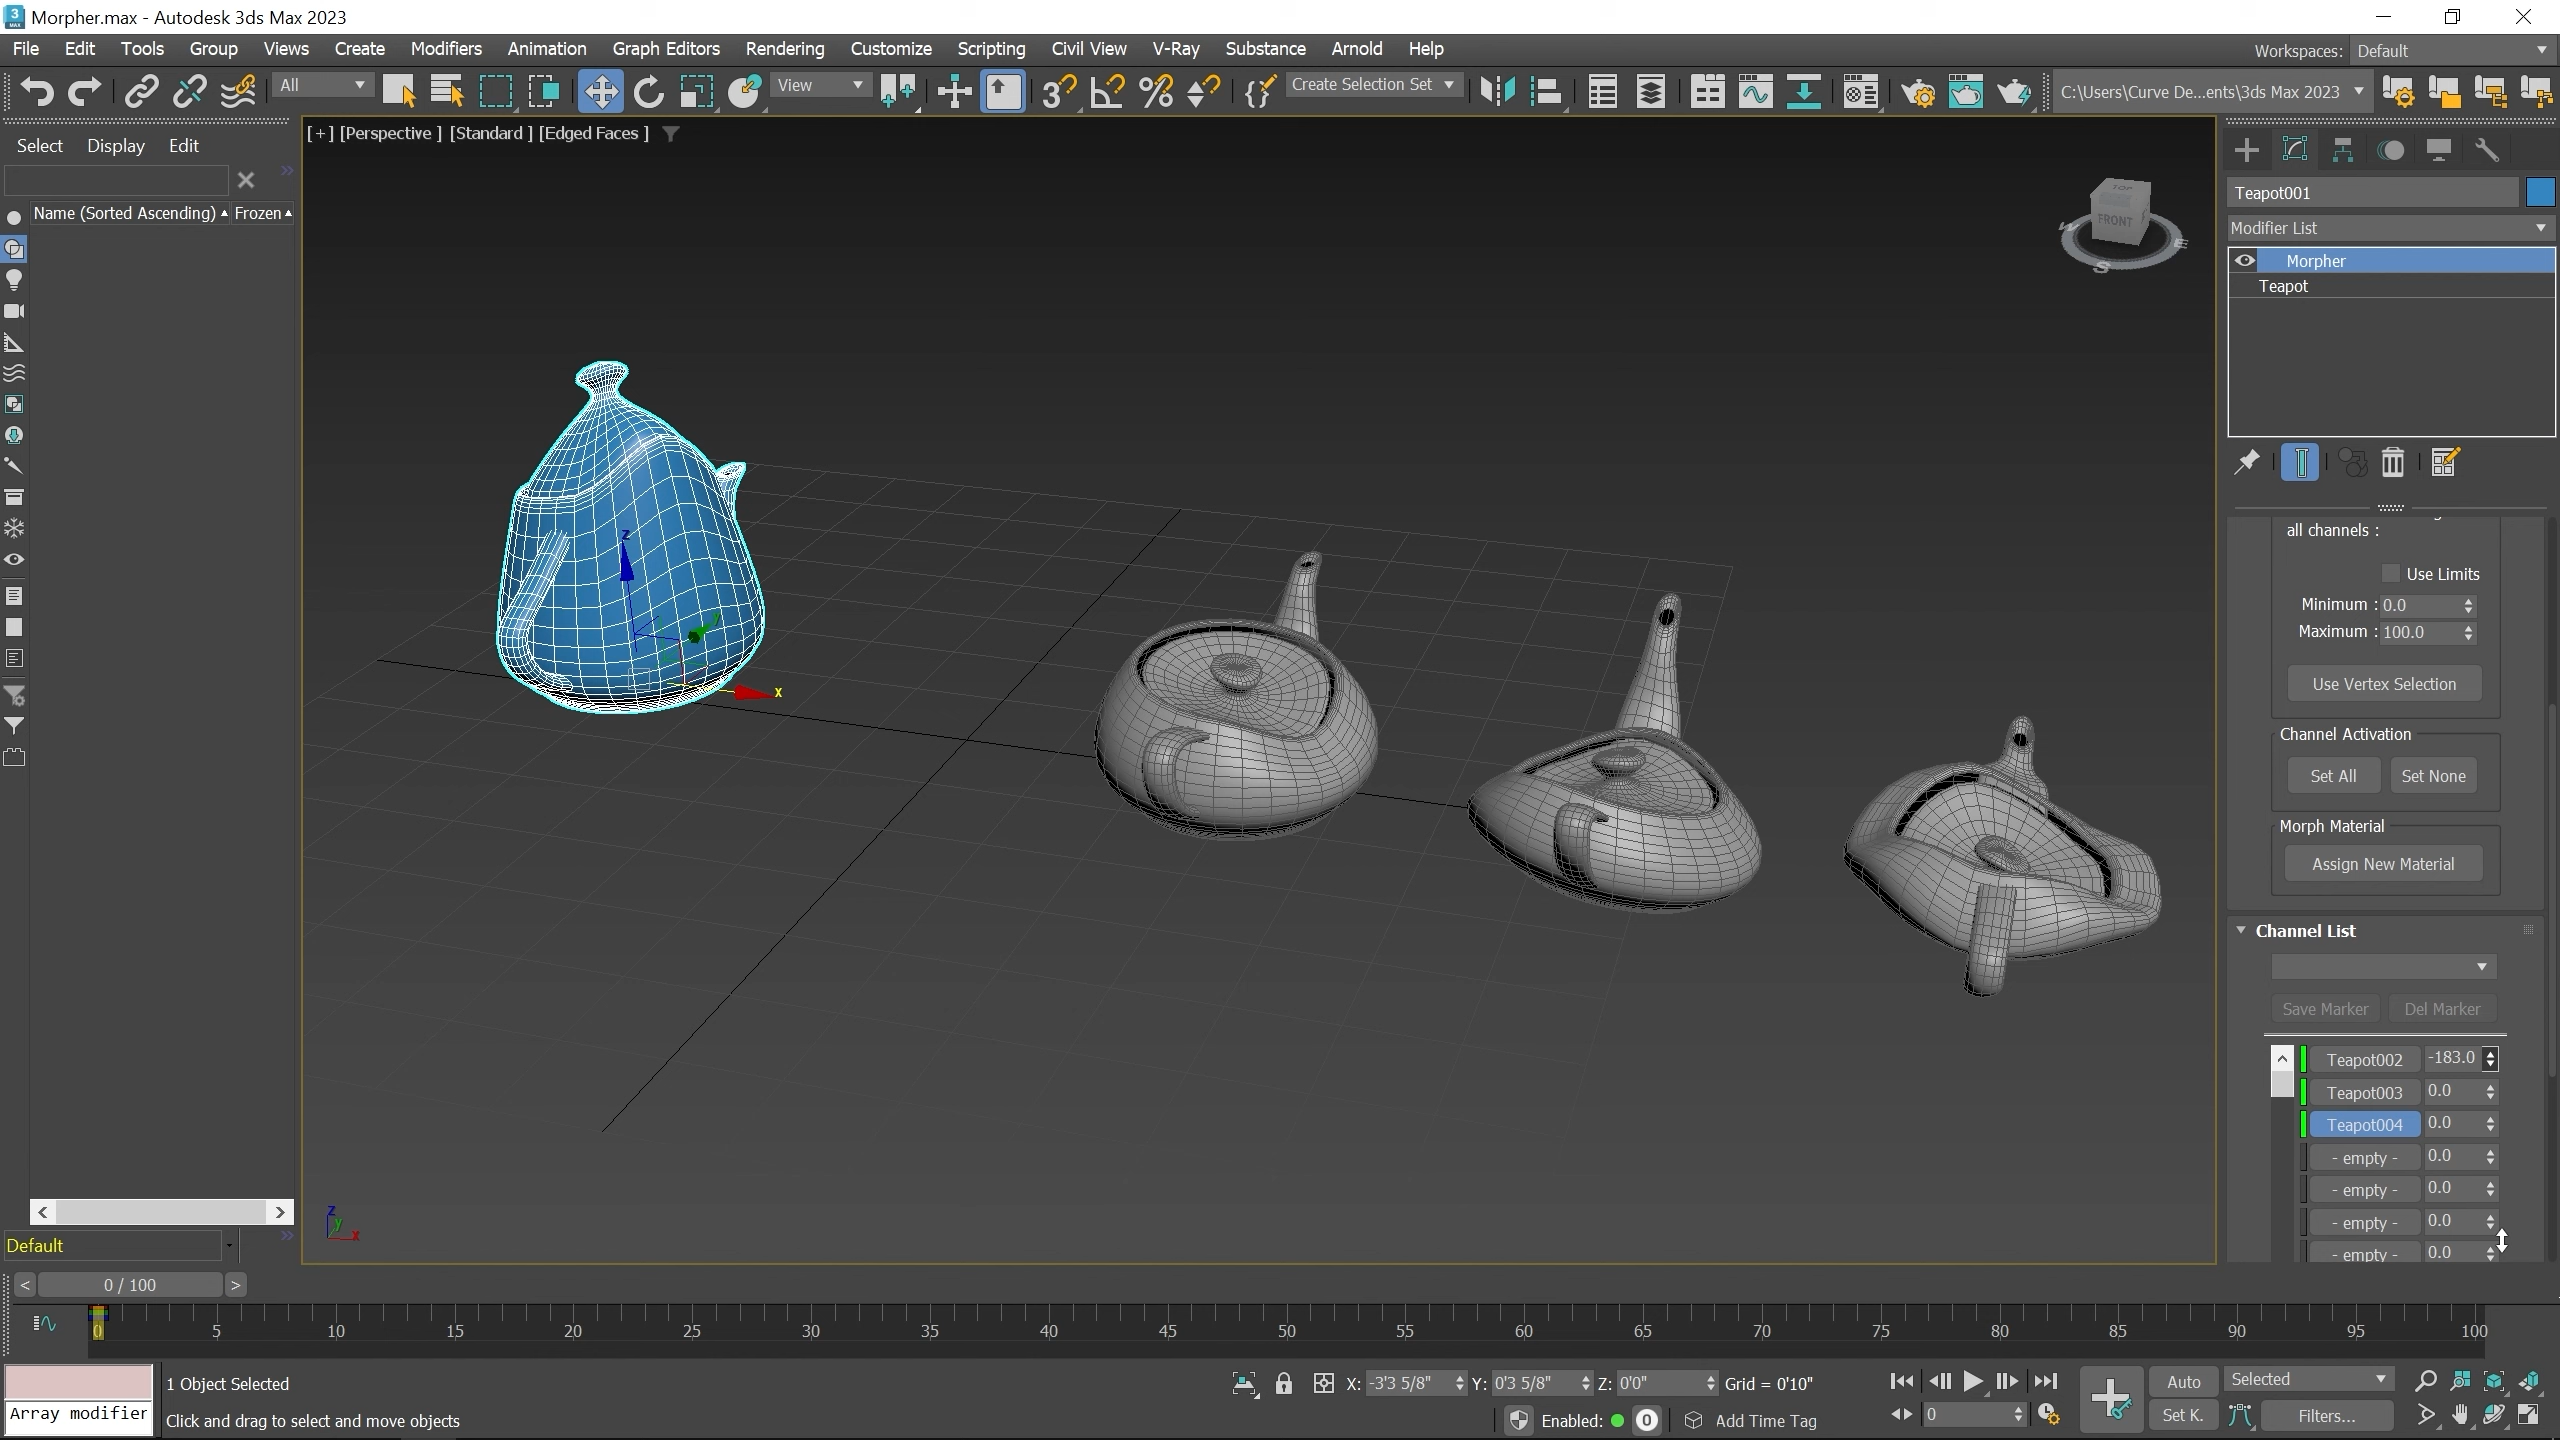 Morpher.max - Autodesk 3ds Max 2023
File Edit Tools Group Views Create Modifiers Animation Graph Editors Rendering Customize Scripting Civil View V-Ray Substance Arnold Help
Workspaces: Default
All
View
Create Selection Set
C:\Users\Curve De...ents\3ds Max 2023
Select Display Edit
[+] [Perspective ] [Standard ] [Edged Faces ]
Name (Sorted Ascending) Frozen
TOP
FRONT
W
E
S
Teapot001
Modifier List
Morpher
Teapot
all channels :
Use Limits
Minimum : 0.0
Maximum : 100.0
Use Vertex Selection
Channel Activation
Set All Set None
Morph Material
Assign New Material
Channel List
Save Marker Del Marker
Teapot002 -183.0
Teapot003 0.0
Teapot004 0.0
- empty - 0.0
- empty - 0.0
- empty - 0.0
- empty - 0.0
z
y
x
z
y
x
Default
< 0 / 100 >
0 5 10 15 20 25 30 35 40 45 50 55 60 65 70 75 80 85 90 95 100
1 Object Selected
X: -3'3 5/8" Y: 0'3 5/8" Z: 0'0" Grid = 0'10"
Auto Selected
Array modifier
Click and drag to select and move objects
Enabled: 0 Add Time Tag
0
Set K. Filters...